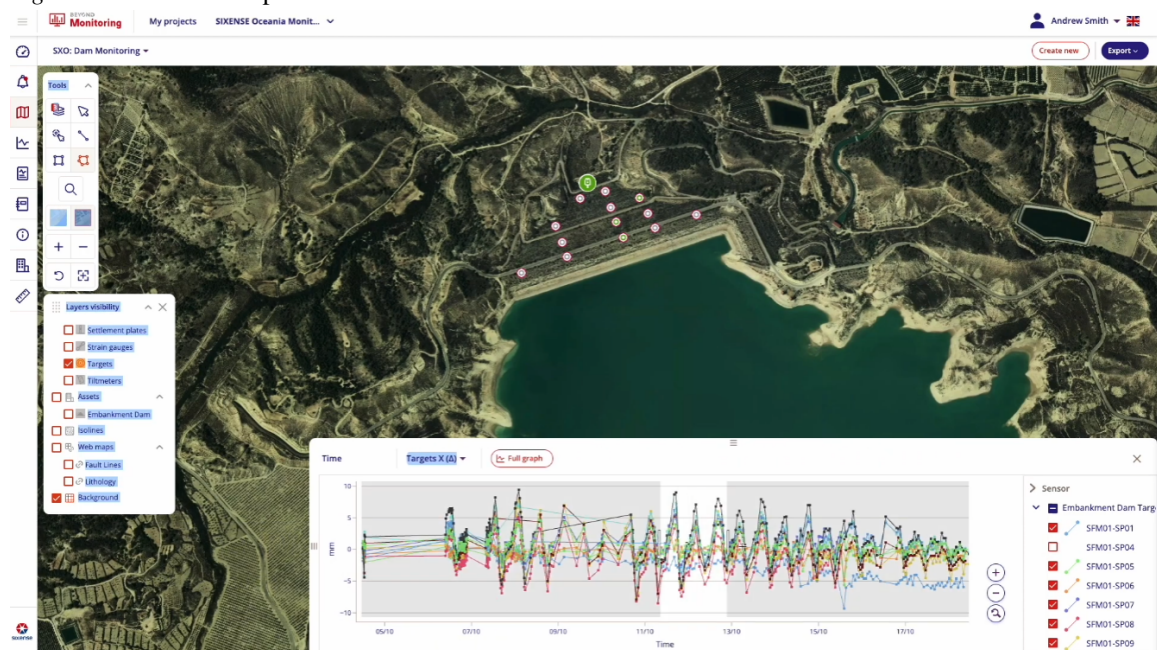 BEYOND
Monitoring
My projects
SIXENSE Oceania Monit...
Andrew Smith
SXO: Dam Monitoring
Create new
Export
Tools
Layers visibility
Settlement plates
Strain gauges
Targets
Tiltmeters
Assets
Embankment Dam
Isolines
Web maps
Fault Lines
Lithology
Background
Time
Targets X (Δ)
Full graph
Sensor
Embankment Dam Targ
SFM01-SP01
SFM01-SP04
SFM01-SP05
SFM01-SP06
SFM01-SP07
SFM01-SP08
SFM01-SP09
10
5
0
−5
−10
mm
05/10
07/10
09/10
11/10
13/10
15/10
17/10
Time
SIXENSE